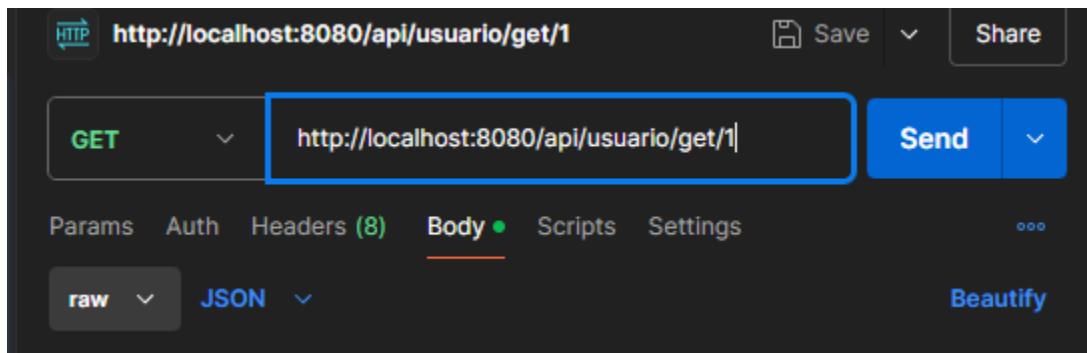 HTTP http://localhost:8080/api/usuario/get/1 Save Share
GET http://localhost:8080/api/usuario/get/1 Send
Params Auth Headers (8) Body Scripts Settings
raw JSON Beautify